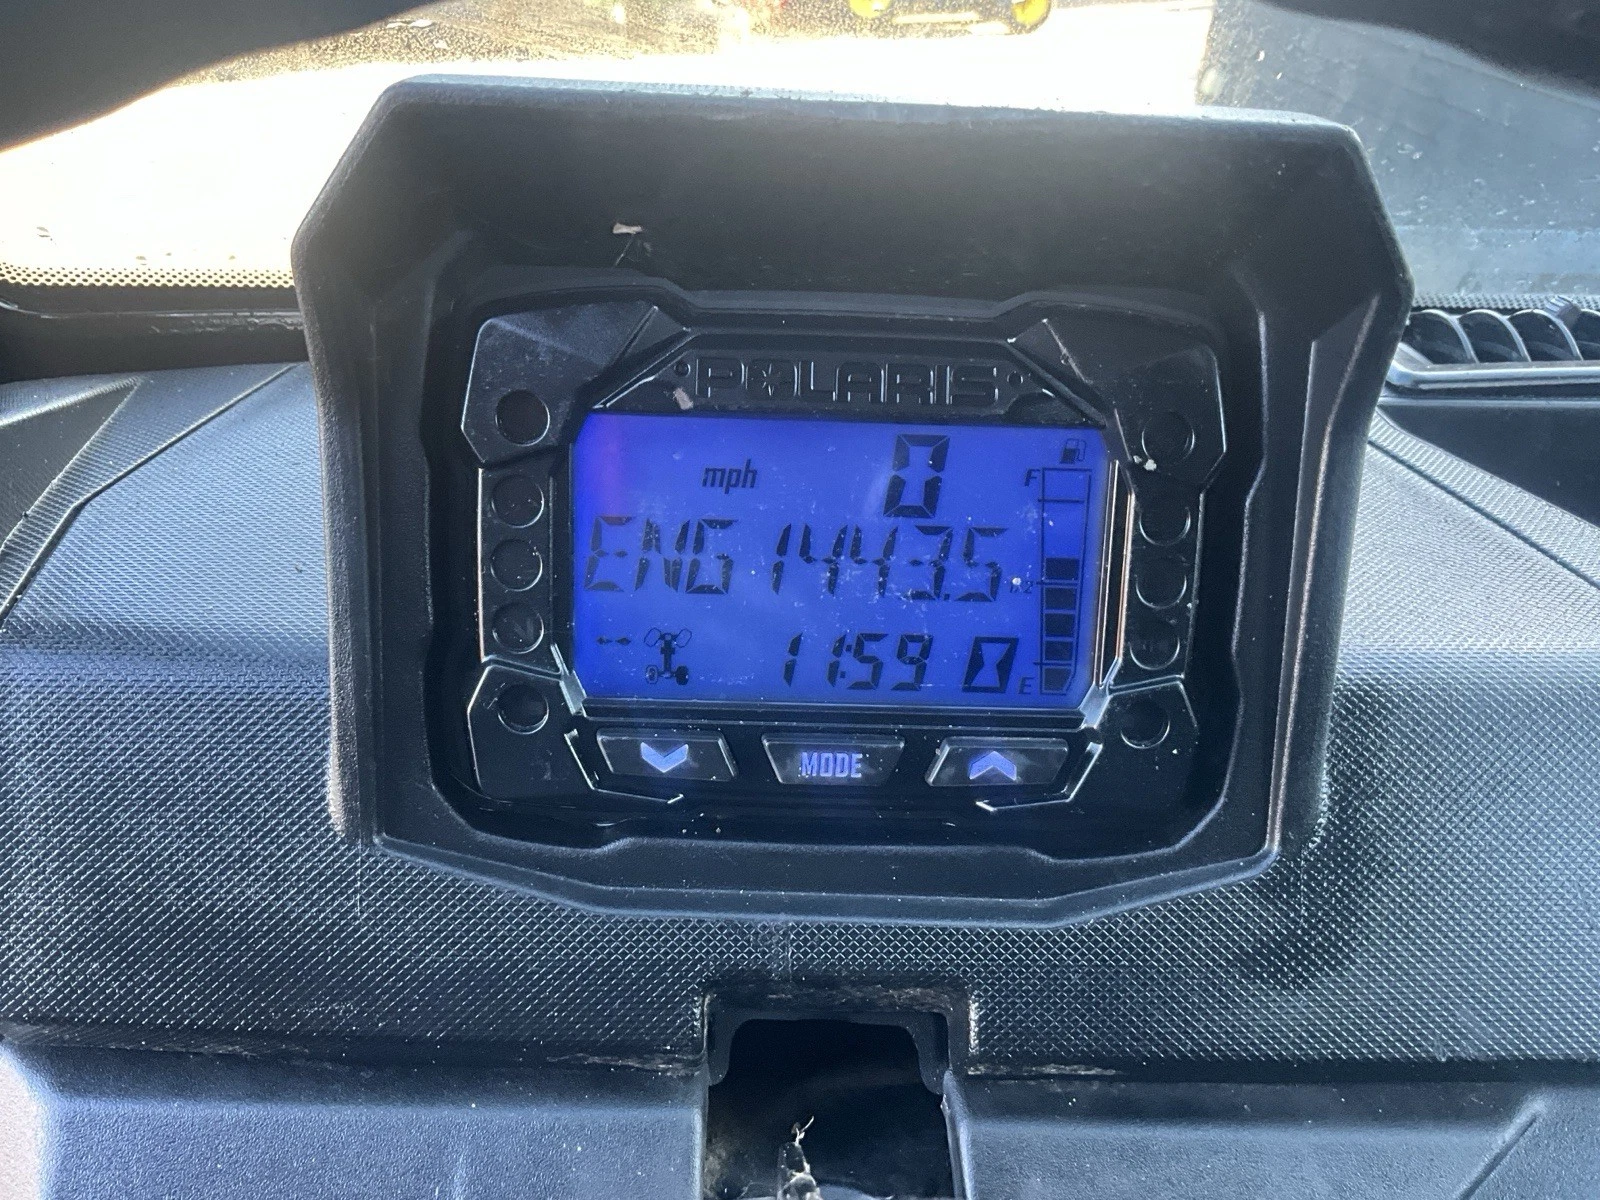 POLARIS
mph 0
F
ENG 1443.5
-- 11:59
E
MODE